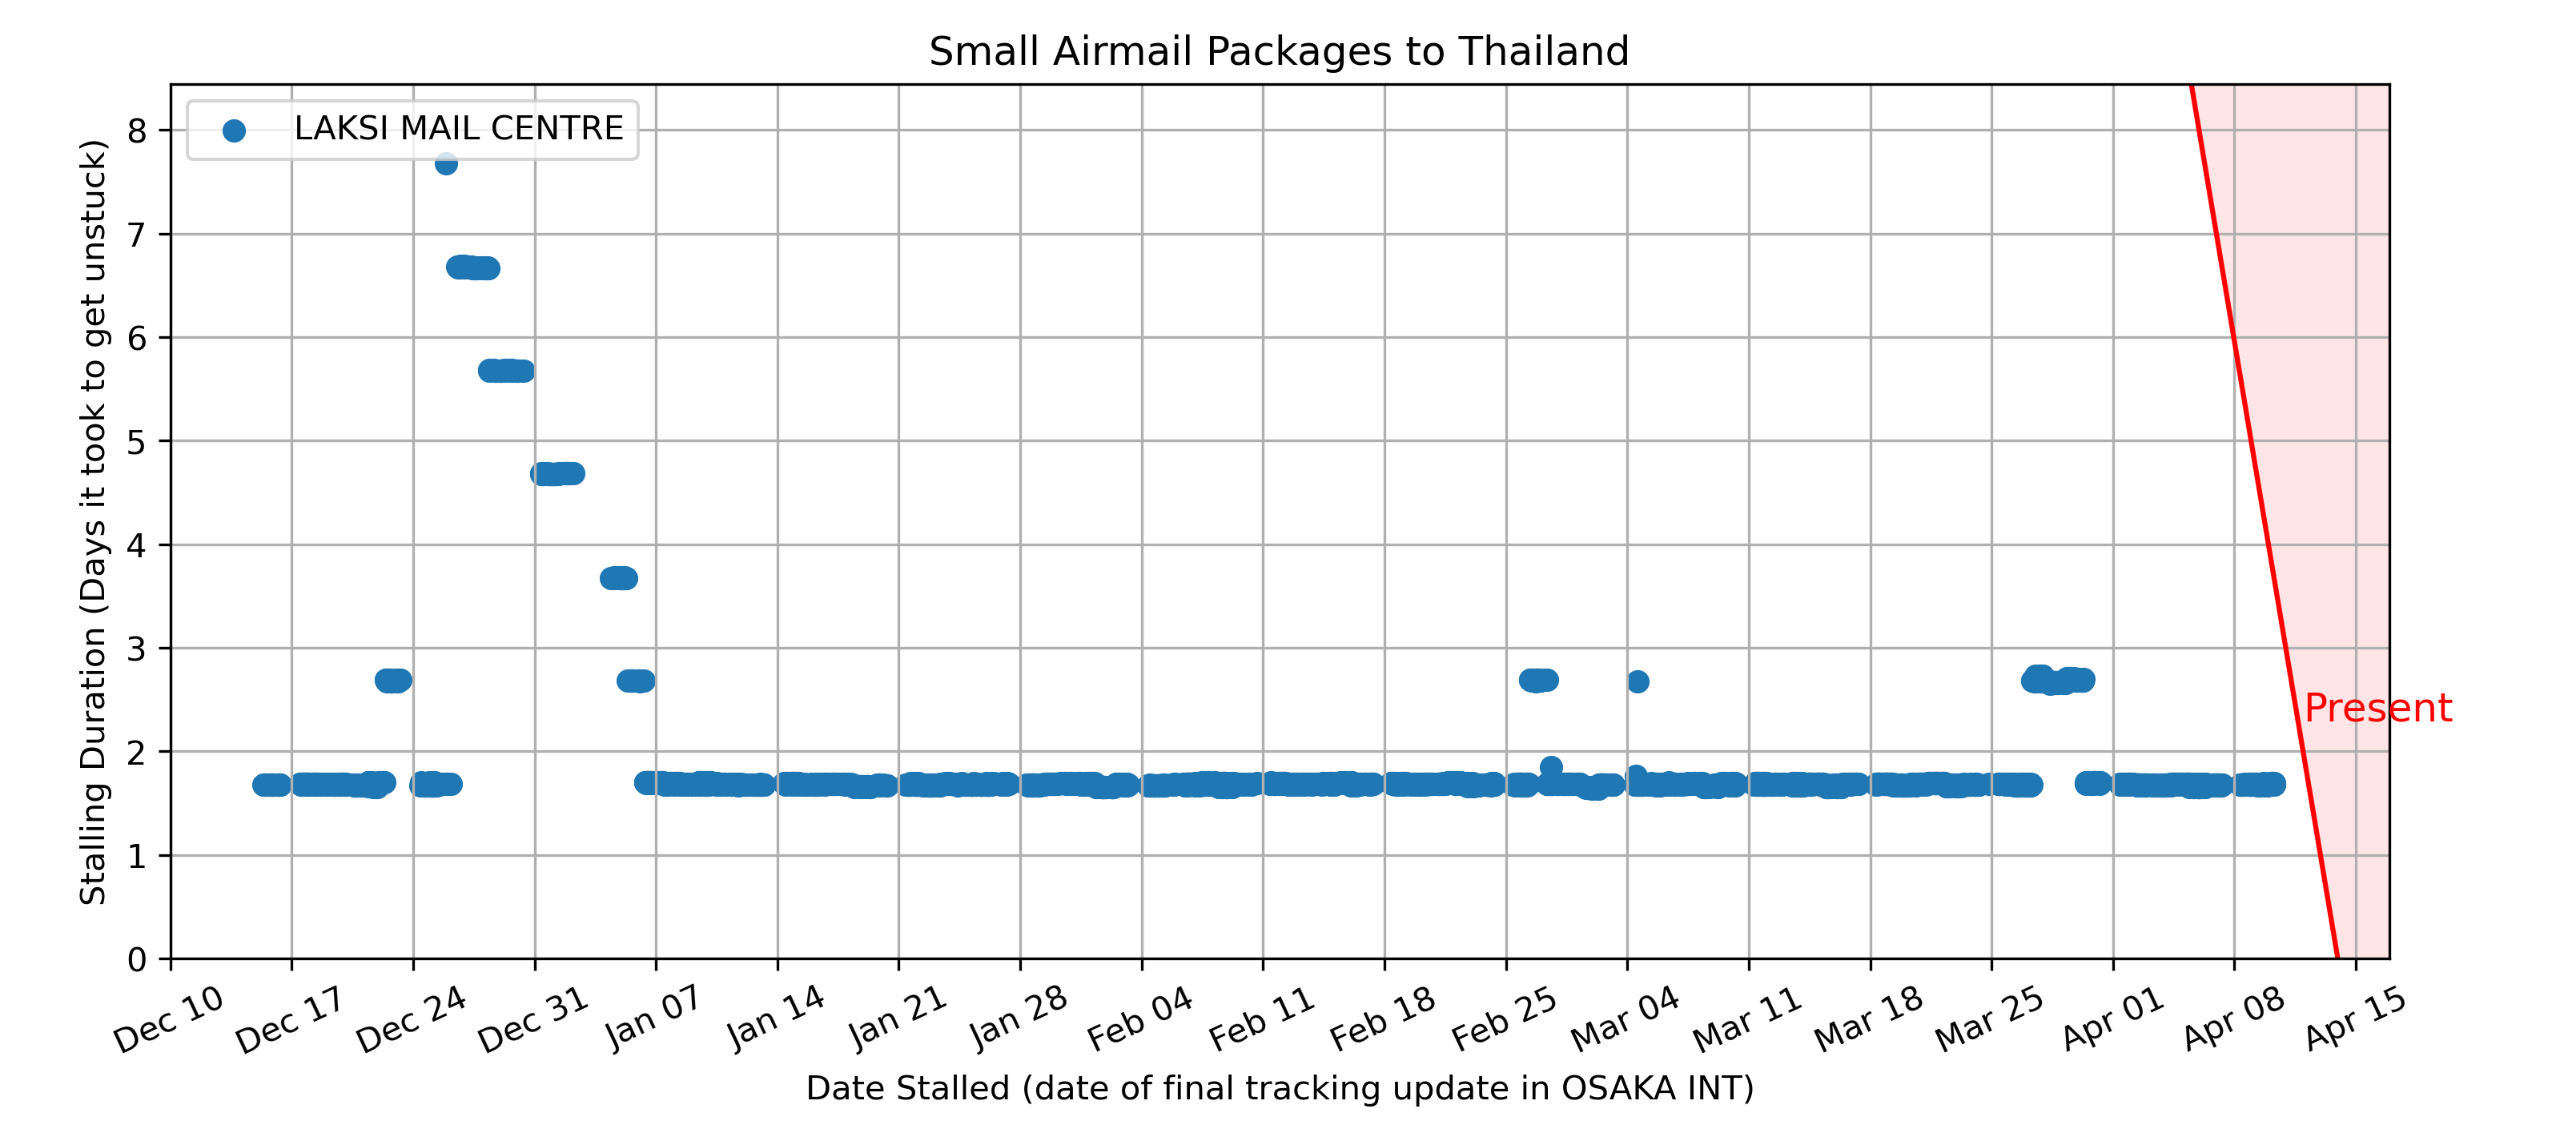 Small Airmail Packages to Thailand
LAKSI MAIL CENTRE
Stalling Duration (Days it took to get unstuck)
8
7
6
5
4
3
2
1
0
Present
Dec 10
Dec 17
Dec 24
Dec 31
Jan 07
Jan 14
Jan 21
Jan 28
Feb 04
Feb 11
Feb 18
Feb 25
Mar 04
Mar 11
Mar 18
Mar 25
Apr 01
Apr 08
Apr 15
Date Stalled (date of final tracking update in OSAKA INT)